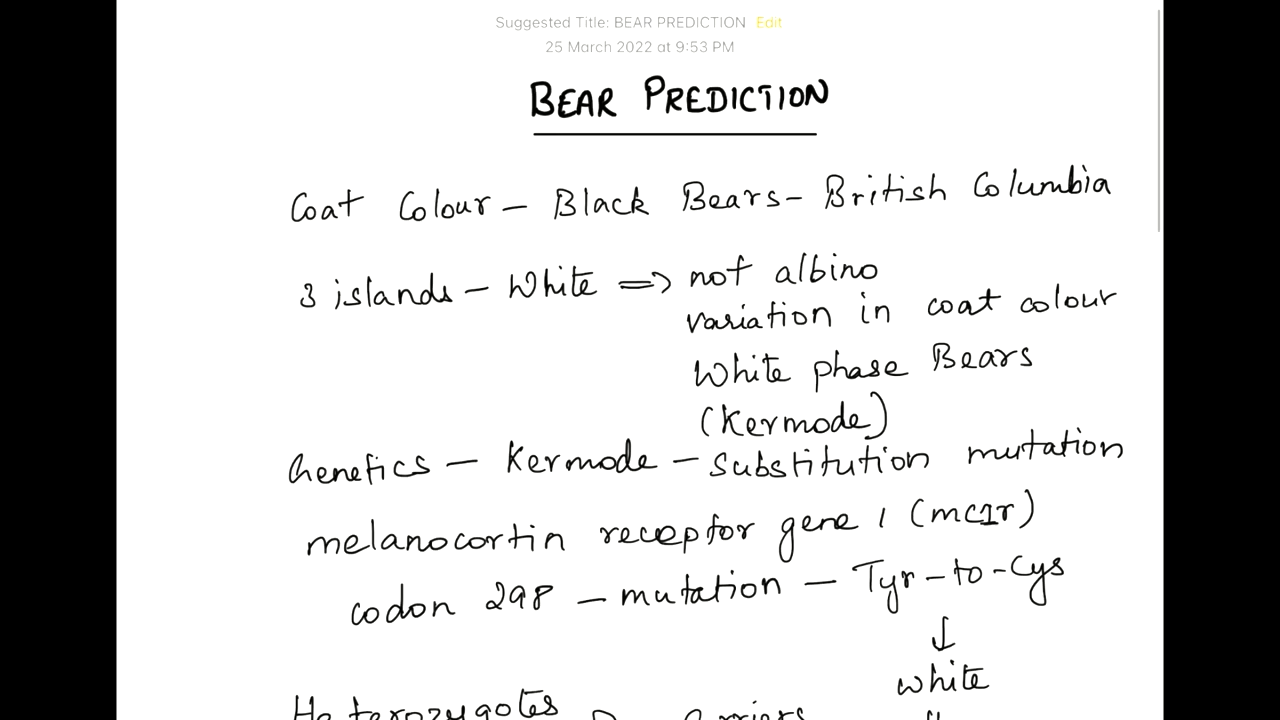 Suggested Title: BEAR PREDICTION Edit
25 March 2022 at 9:53 PM
BEAR PREDICTION
Coat Colour – Black Bears – British Columbia
3 islands – White ⇒ not albino
variation in coat colour
White phase Bears
(Kermode)
Genetics – Kermode – Substitution mutation
melanocortin receptor gene 1 (mc1r)
codon 298 – mutation – Tyr-to-Cys
↓
white
Heterozygotes